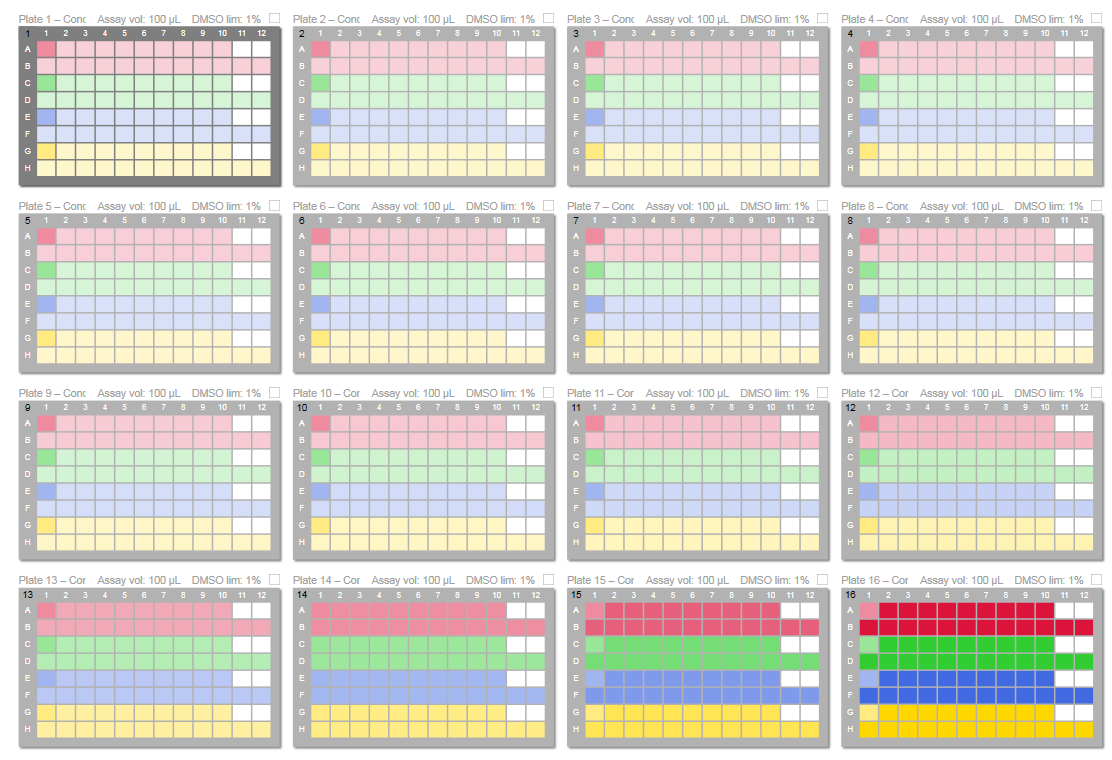 Plate 1 – Conc Assay vol: 100 µL DMSO lim: 1%
1 1 2 3 4 5 6 7 8 9 10 11 12
A
B
C
D
E
F
G
H
Plate 2 – Conc Assay vol: 100 µL DMSO lim: 1%
2 1 2 3 4 5 6 7 8 9 10 11 12
A
B
C
D
E
F
G
H
Plate 3 – Conc Assay vol: 100 µL DMSO lim: 1%
3 1 2 3 4 5 6 7 8 9 10 11 12
A
B
C
D
E
F
G
H
Plate 4 – Conc Assay vol: 100 µL DMSO lim: 1%
4 1 2 3 4 5 6 7 8 9 10 11 12
A
B
C
D
E
F
G
H
Plate 5 – Conc Assay vol: 100 µL DMSO lim: 1%
5 1 2 3 4 5 6 7 8 9 10 11 12
A
B
C
D
E
F
G
H
Plate 6 – Conc Assay vol: 100 µL DMSO lim: 1%
6 1 2 3 4 5 6 7 8 9 10 11 12
A
B
C
D
E
F
G
H
Plate 7 – Conc Assay vol: 100 µL DMSO lim: 1%
7 1 2 3 4 5 6 7 8 9 10 11 12
A
B
C
D
E
F
G
H
Plate 8 – Conc Assay vol: 100 µL DMSO lim: 1%
8 1 2 3 4 5 6 7 8 9 10 11 12
A
B
C
D
E
F
G
H
Plate 9 – Conc Assay vol: 100 µL DMSO lim: 1%
9 1 2 3 4 5 6 7 8 9 10 11 12
A
B
C
D
E
F
G
H
Plate 10 – Cor Assay vol: 100 µL DMSO lim: 1%
10 1 2 3 4 5 6 7 8 9 10 11 12
A
B
C
D
E
F
G
H
Plate 11 – Cor Assay vol: 100 µL DMSO lim: 1%
11 1 2 3 4 5 6 7 8 9 10 11 12
A
B
C
D
E
F
G
H
Plate 12 – Cor Assay vol: 100 µL DMSO lim: 1%
12 1 2 3 4 5 6 7 8 9 10 11 12
A
B
C
D
E
F
G
H
Plate 13 – Cor Assay vol: 100 µL DMSO lim: 1%
13 1 2 3 4 5 6 7 8 9 10 11 12
A
B
C
D
E
F
G
H
Plate 14 – Cor Assay vol: 100 µL DMSO lim: 1%
14 1 2 3 4 5 6 7 8 9 10 11 12
A
B
C
D
E
F
G
H
Plate 15 – Cor Assay vol: 100 µL DMSO lim: 1%
15 1 2 3 4 5 6 7 8 9 10 11 12
A
B
C
D
E
F
G
H
Plate 16 – Cor Assay vol: 100 µL DMSO lim: 1%
16 1 2 3 4 5 6 7 8 9 10 11 12
A
B
C
D
E
F
G
H